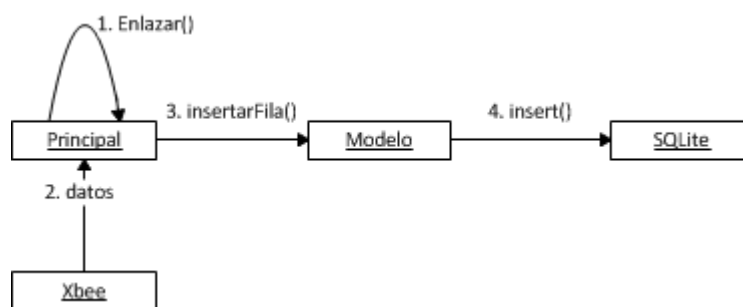 1. Enlazar()
Principal
3. insertarFila()
Modelo
4. insert()
SQLite
2. datos
Xbee